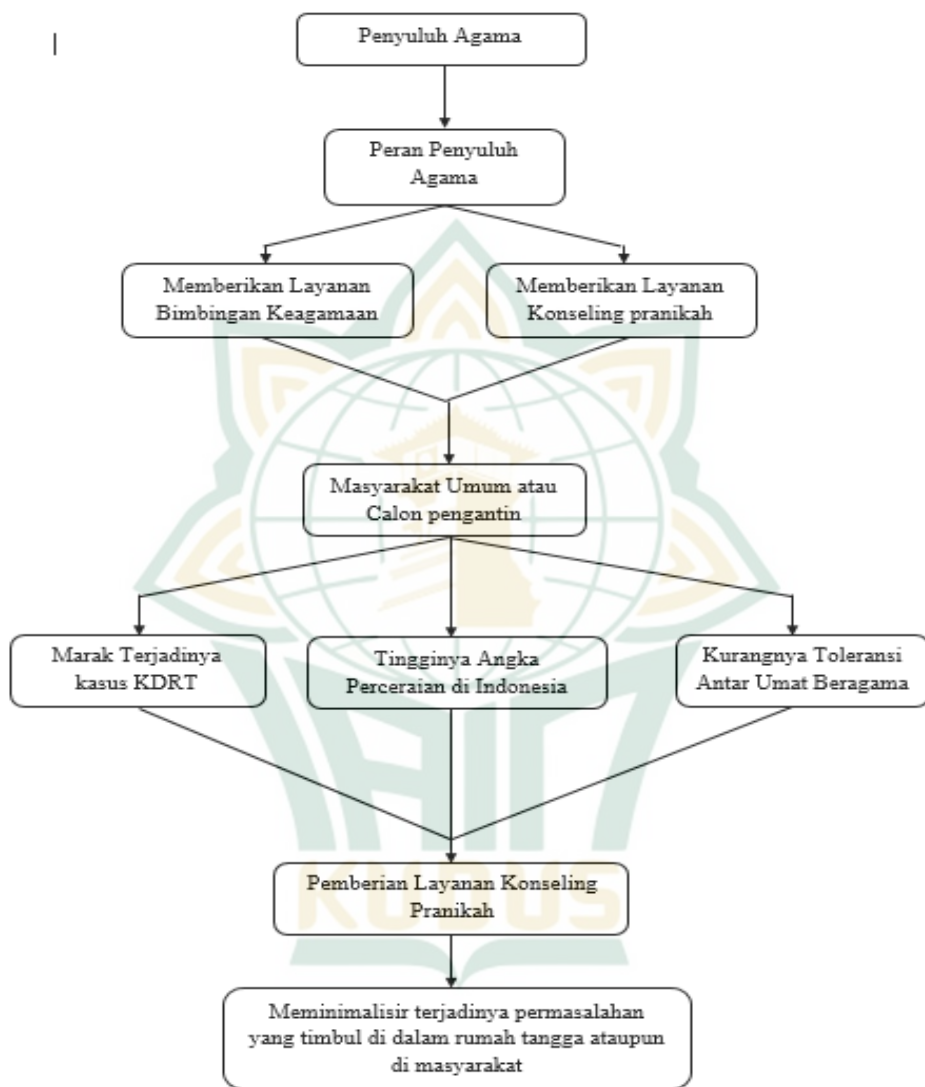 Penyuluh Agama
Peran Penyuluh
Agama
Memberikan Layanan
Bimbingan Keagamaan
Memberikan Layanan
Konseling pranikah
Masyarakat Umum atau
Calon pengantin
Marak Terjadinya
kasus KDRT
Tingginya Angka
Perceraian di Indonesia
Kurangnya Toleransi
Antar Umat Beragama
IAIN
KUDUS
Pemberian Layanan Konseling
Pranikah
Meminimalisir terjadinya permasalahan
yang timbul di dalam rumah tangga ataupun
di masyarakat